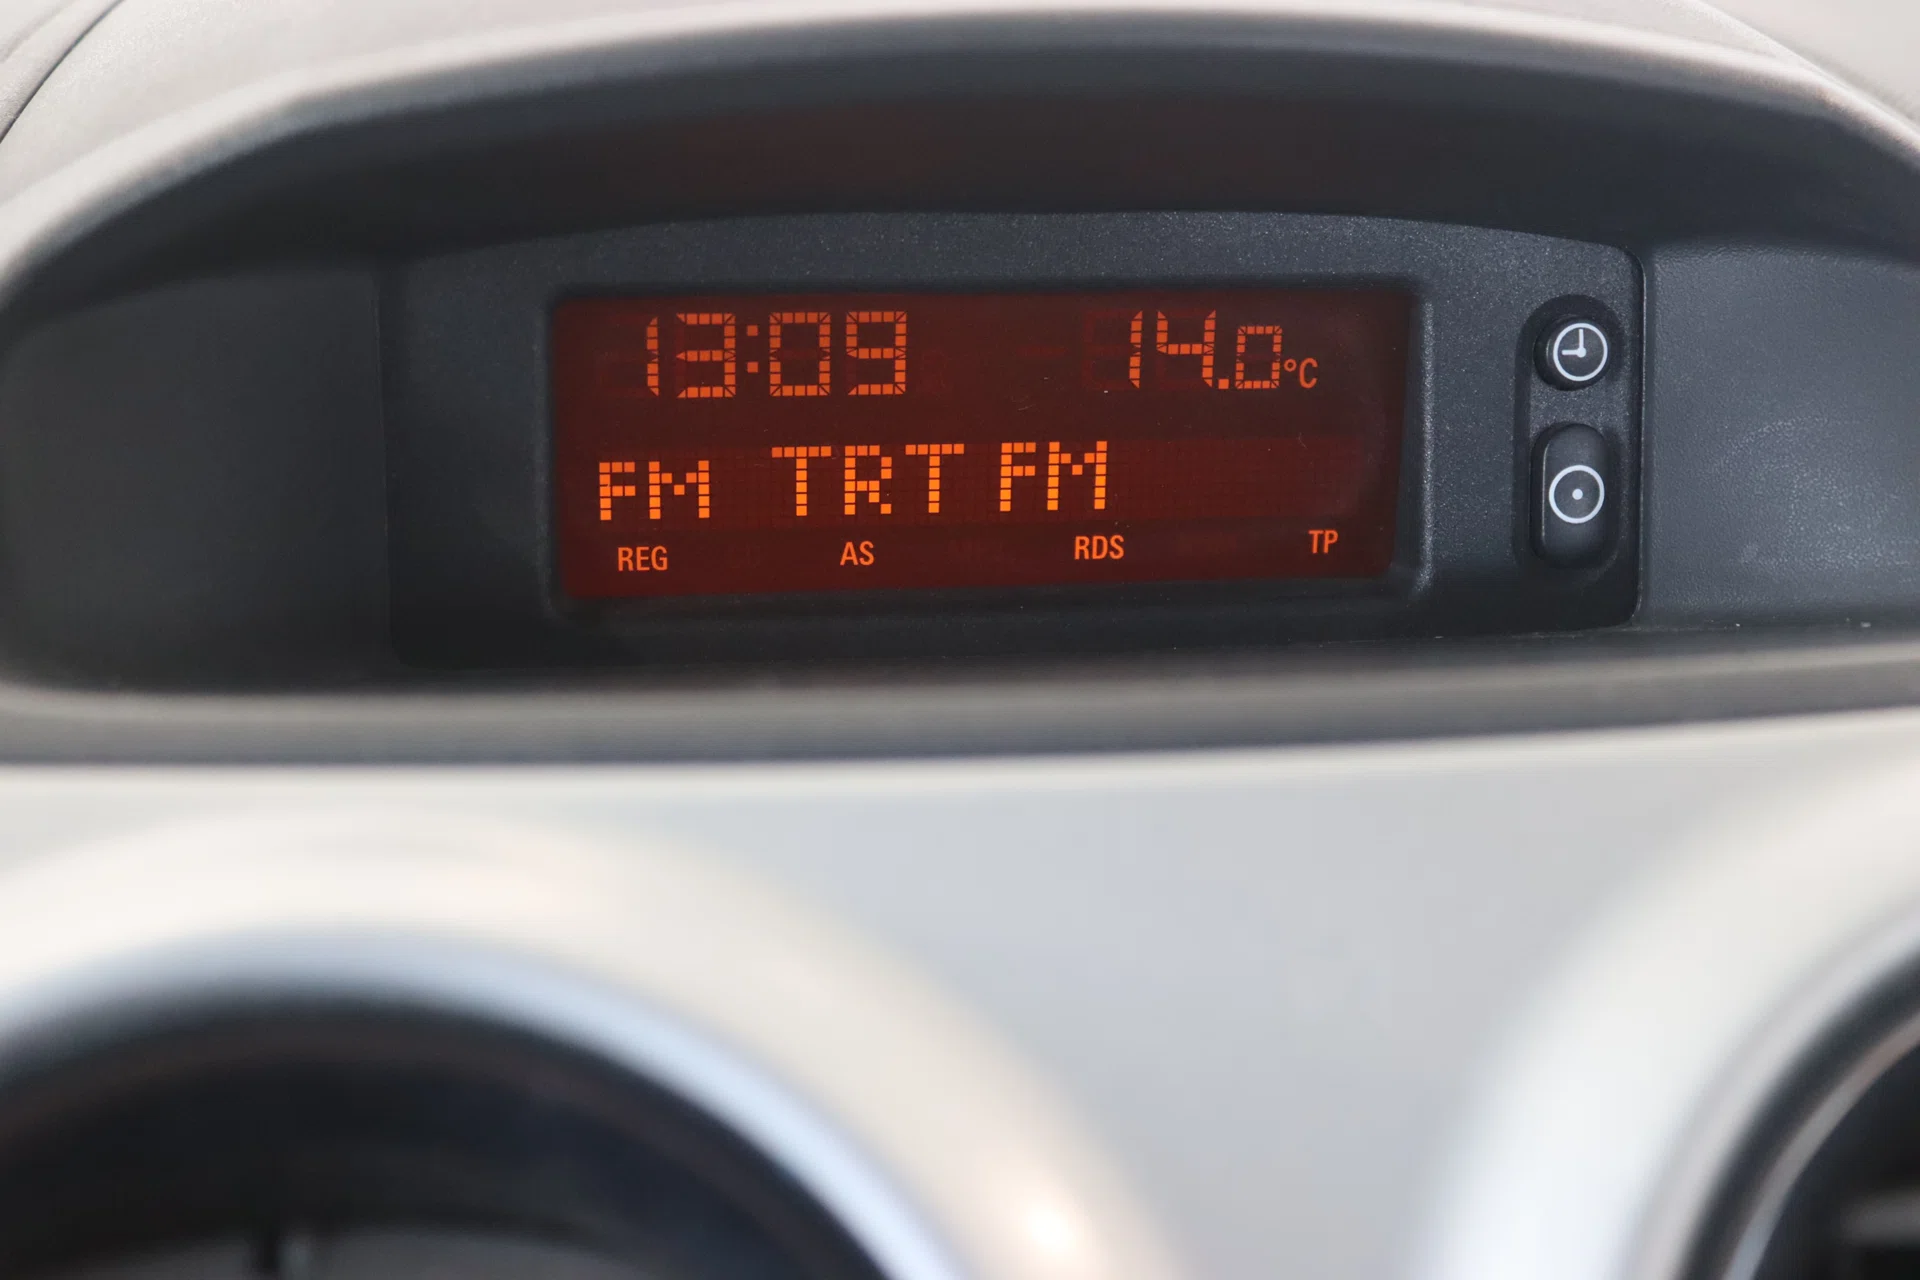 13:09 14.0°C
FM TRT FM
REG AS RDS TP